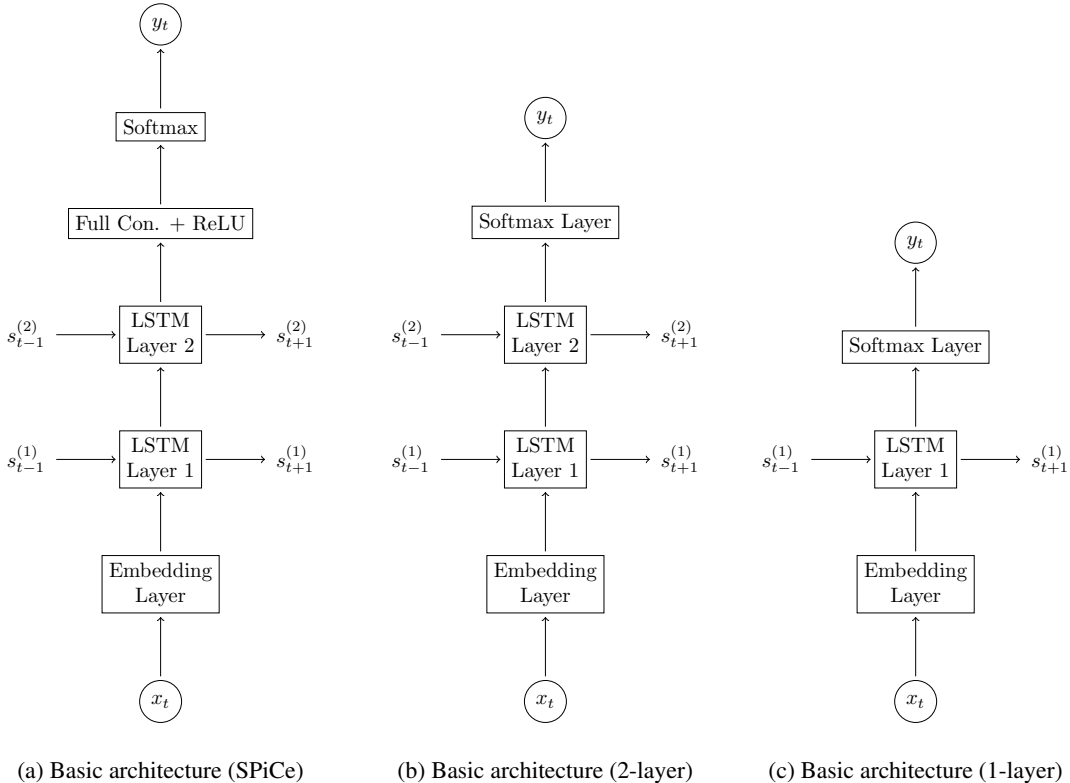 y_t
Softmax
Full Con. + ReLU
s_{t-1}^{(2)}
LSTM
Layer 2
s_{t+1}^{(2)}
s_{t-1}^{(1)}
LSTM
Layer 1
s_{t+1}^{(1)}
Embedding
Layer
x_t
(a) Basic architecture (SPiCe)
y_t
Softmax Layer
s_{t-1}^{(2)}
LSTM
Layer 2
s_{t+1}^{(2)}
s_{t-1}^{(1)}
LSTM
Layer 1
s_{t+1}^{(1)}
Embedding
Layer
x_t
(b) Basic architecture (2-layer)
y_t
Softmax Layer
s_{t-1}^{(1)}
LSTM
Layer 1
s_{t+1}^{(1)}
Embedding
Layer
x_t
(c) Basic architecture (1-layer)